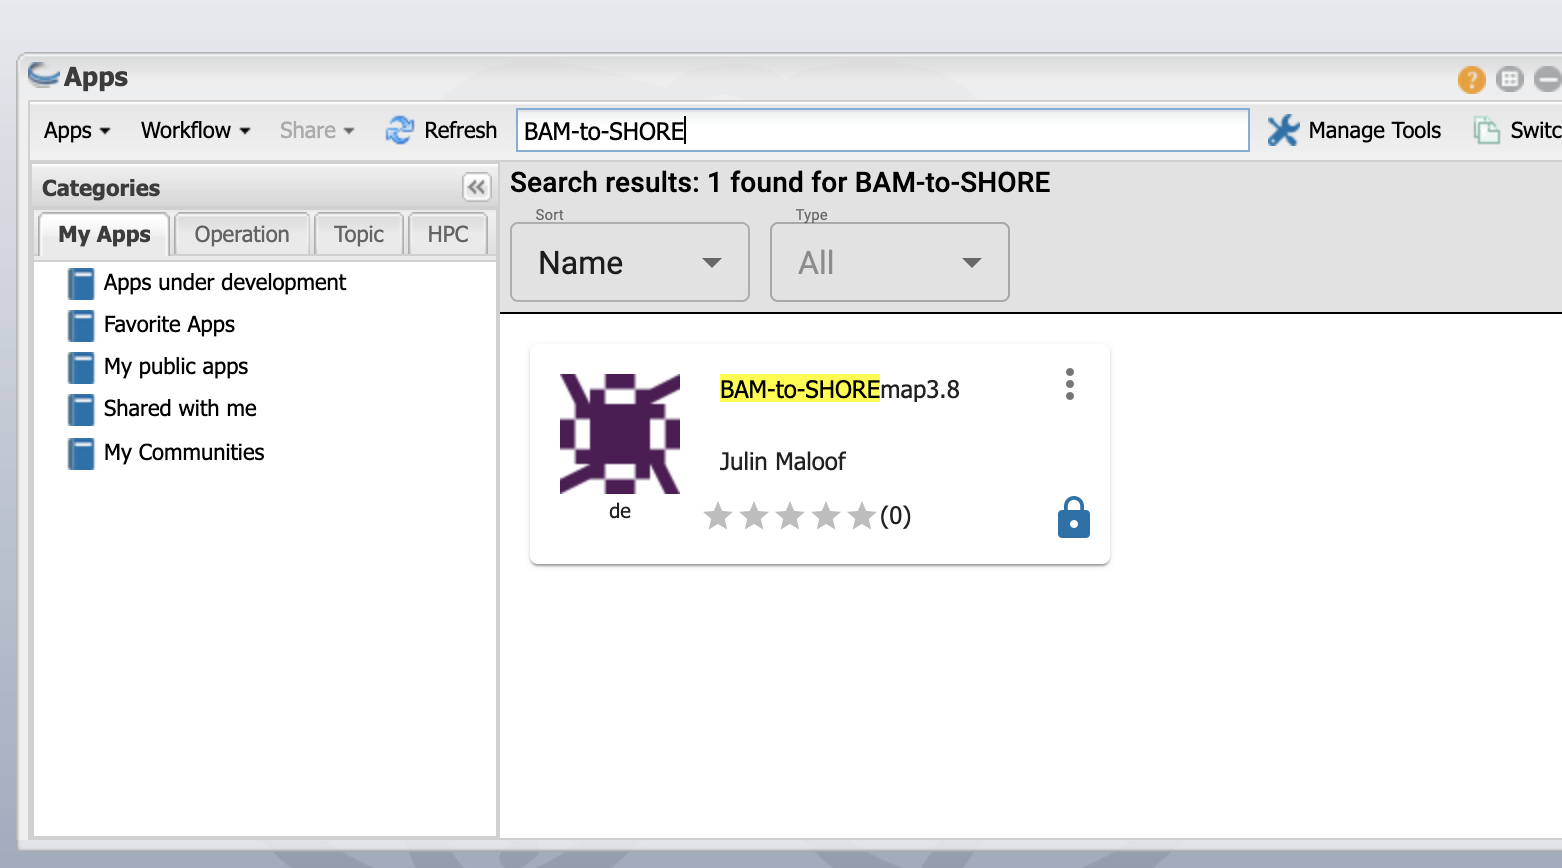 Apps
?
Apps Workflow Share Refresh BAM-to-SHORE Manage Tools Switc
Categories
My Apps Operation Topic HPC
Apps under development
Favorite Apps
My public apps
Shared with me
My Communities
Search results: 1 found for BAM-to-SHORE
Sort Type
Name All
BAM-to-SHOREmap3.8
Julin Maloof
de
(0)